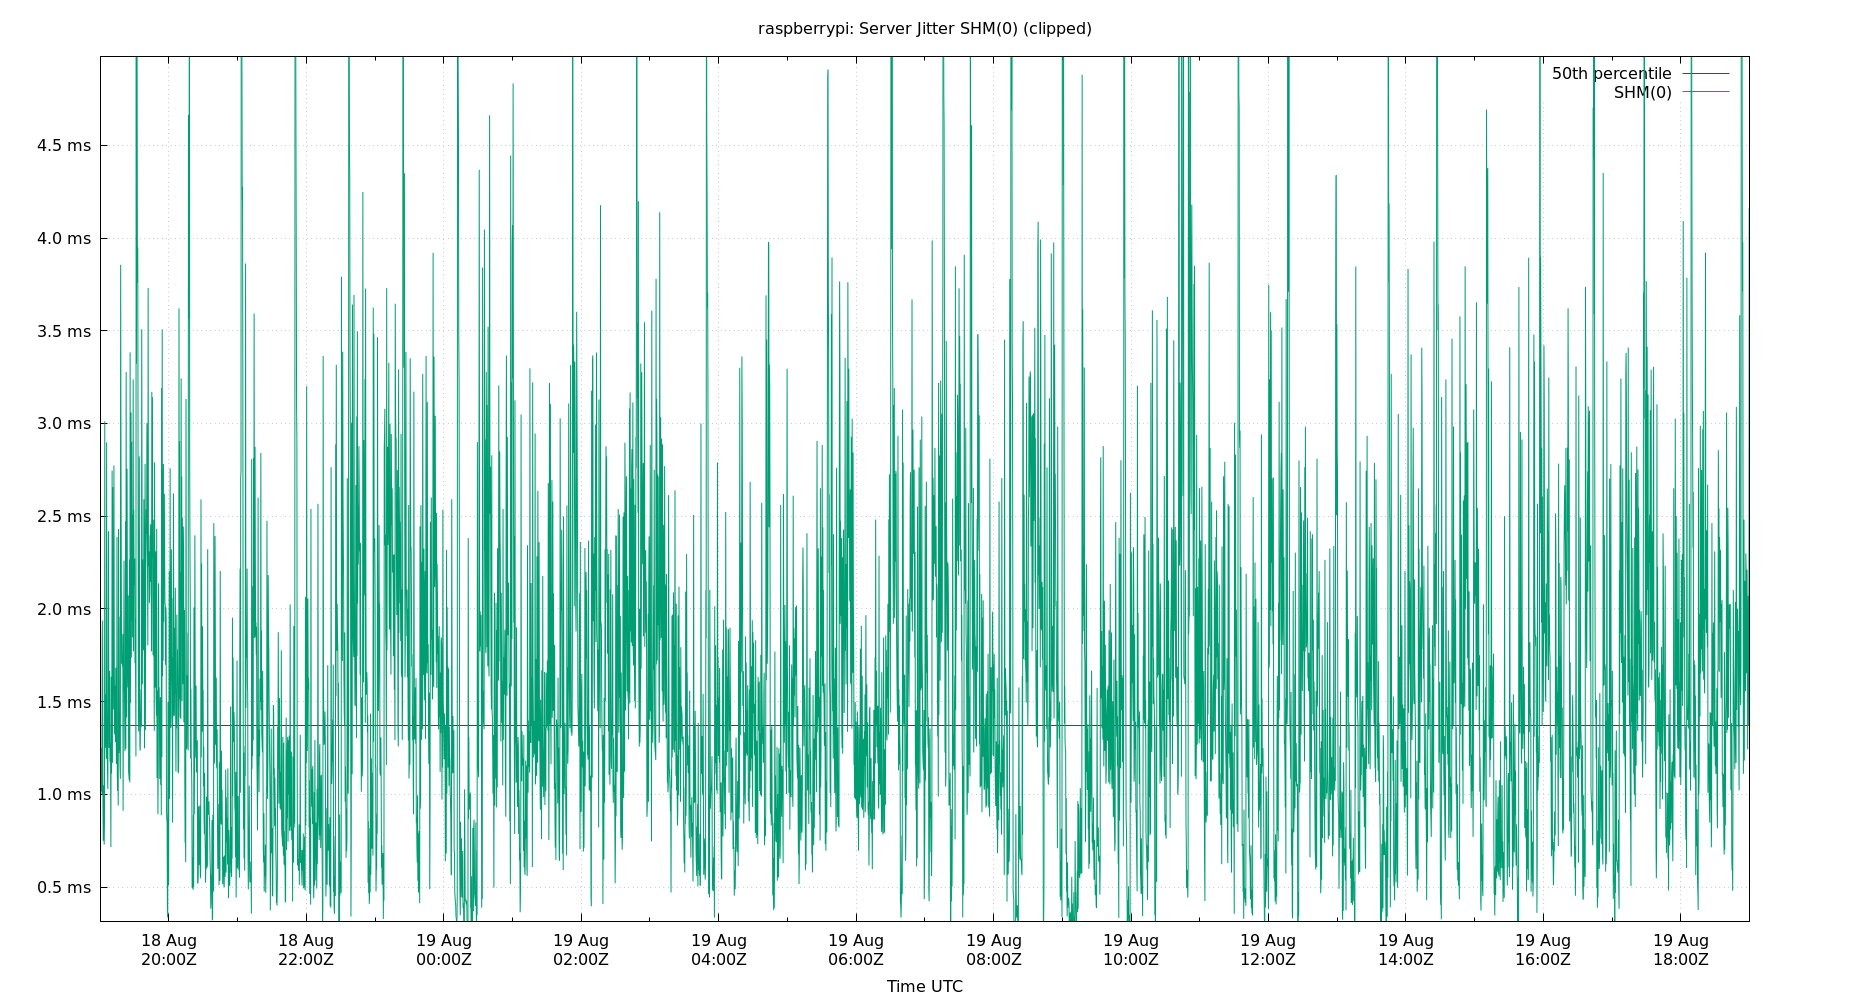 raspberrypi: Server Jitter SHM(0) (clipped)
50th percentile
SHM(0)
4.5 ms
4.0 ms
3.5 ms
3.0 ms
2.5 ms
2.0 ms
1.5 ms
1.0 ms
0.5 ms
18 Aug 18 Aug 19 Aug 19 Aug 19 Aug 19 Aug 19 Aug 19 Aug 19 Aug 19 Aug 19 Aug 19 Aug
20:00Z 22:00Z 00:00Z 02:00Z 04:00Z 06:00Z 08:00Z 10:00Z 12:00Z 14:00Z 16:00Z 18:00Z
Time UTC